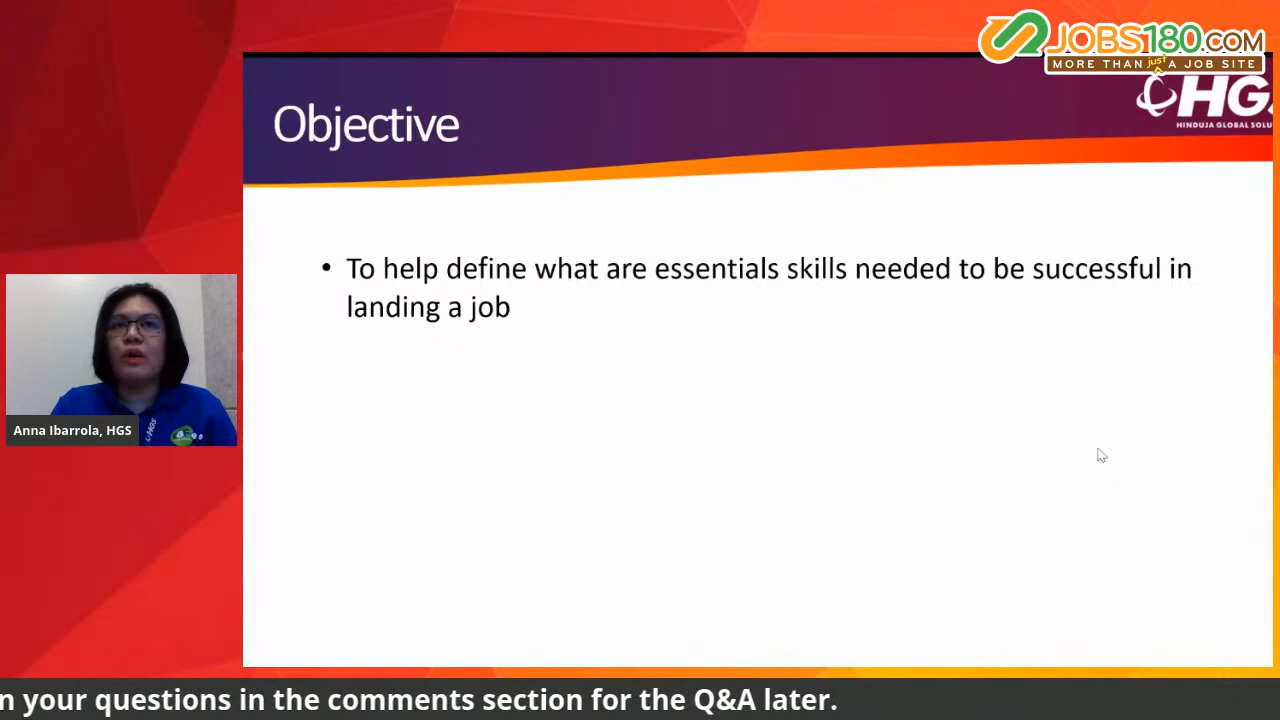 JOBS180.COM
MORE THAN just A JOB SITE
Objective
HGS
HINDUJA GLOBAL SOLU
• To help define what are essentials skills needed to be successful in
landing a job
HGS
Anna Ibarrola, HGS
n your questions in the comments section for the Q&A later.